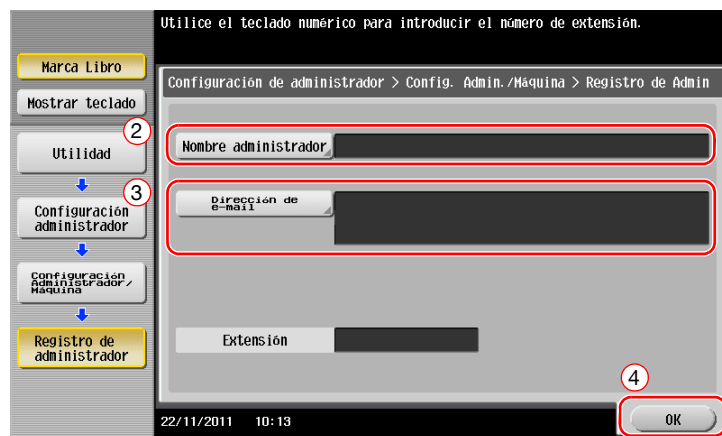 Utilice el teclado numérico para introducir el número de extensión.
Marca Libro
Mostrar teclado
Configuración de administrador > Config. Admin./Máquina > Registro de Admin
2
Utilidad
Nombre administrador
3
Configuración
administrador
Dirección de
e-mail
Configuración
Administrador/
Máquina
Registro de
administrador
Extensión
4
22/11/2011 10:13
OK